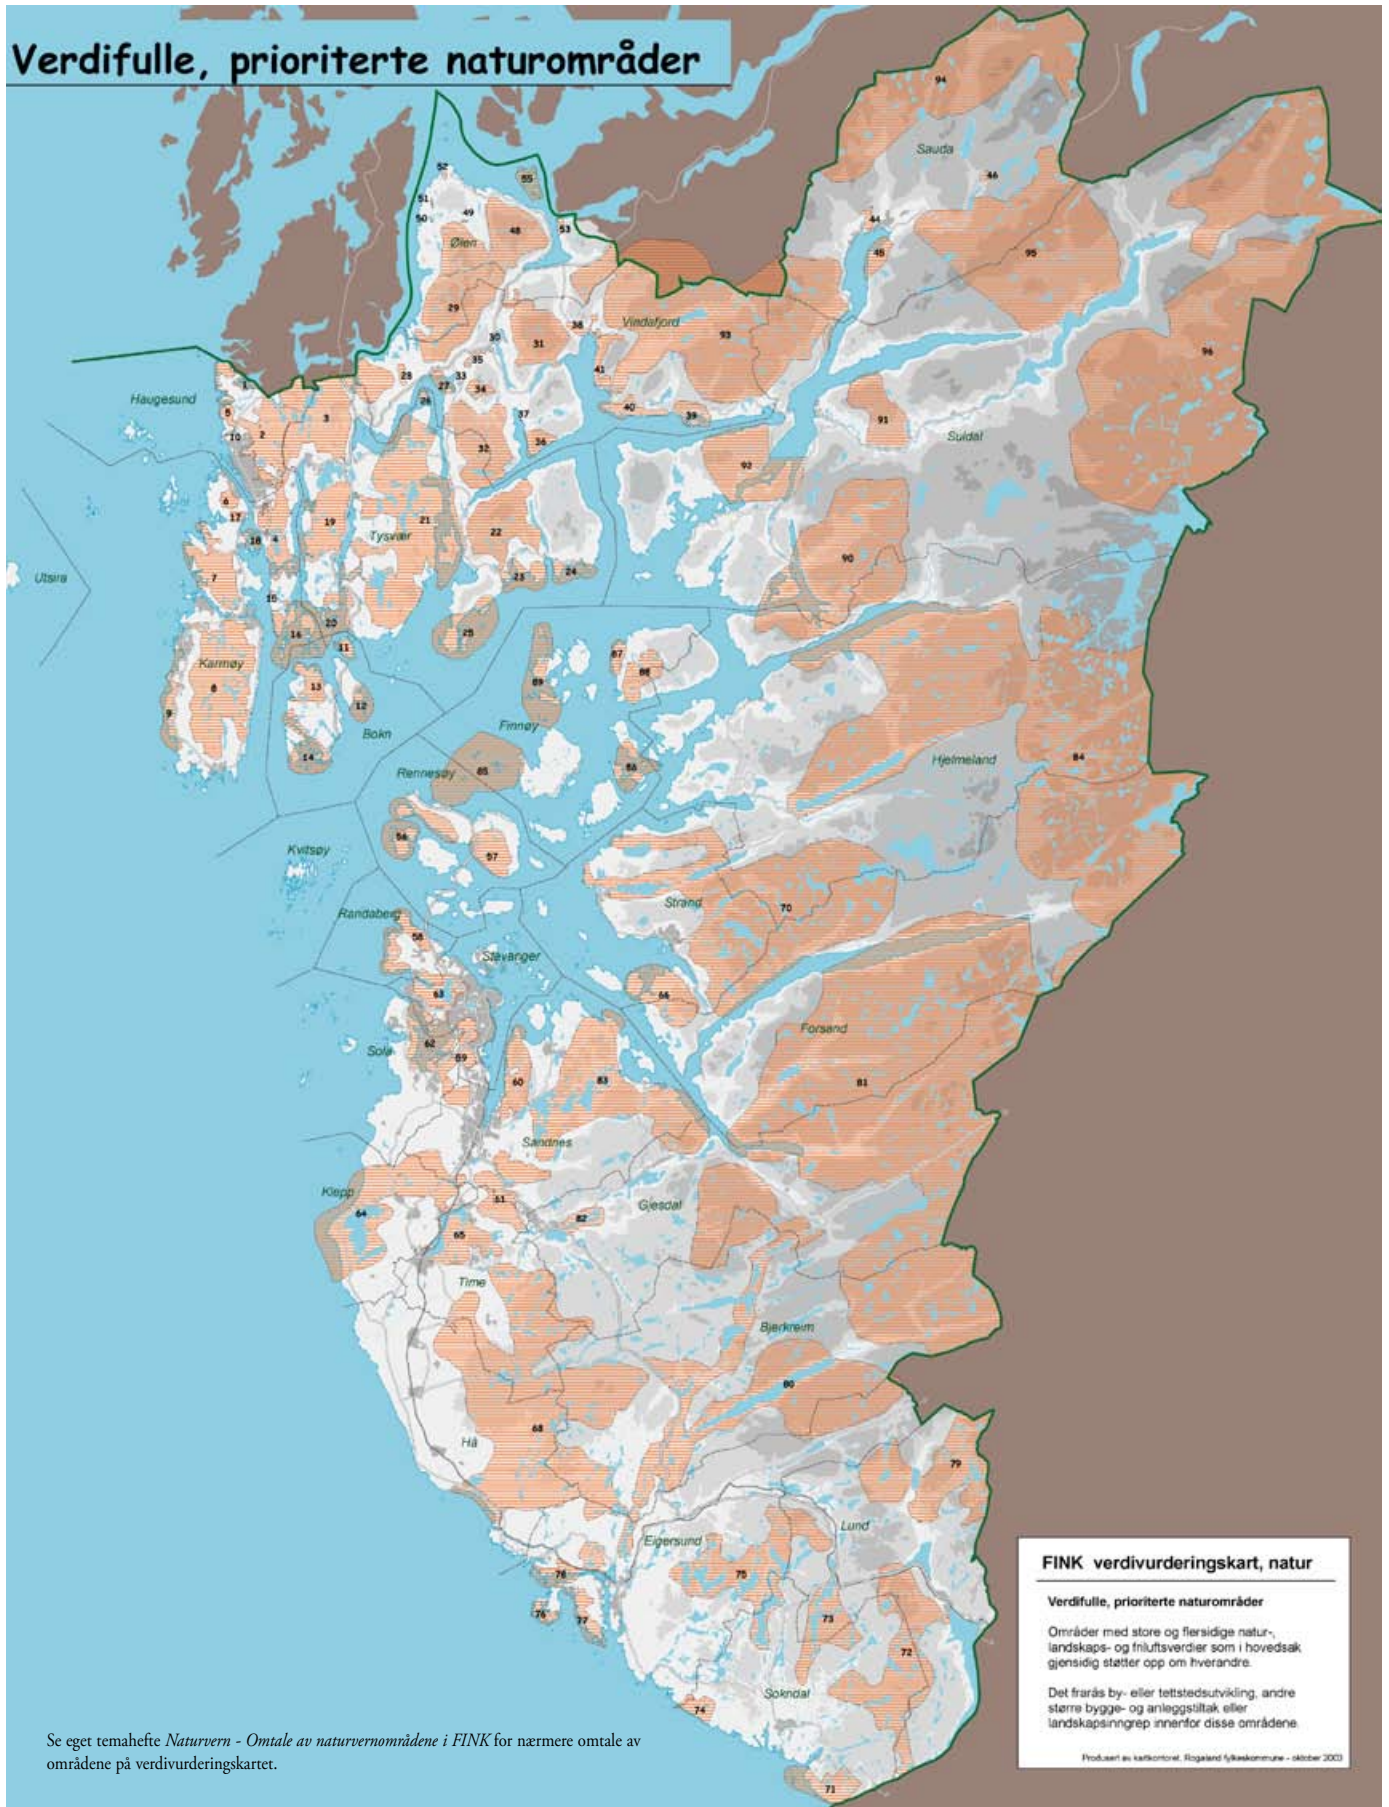 Verdifulle, prioriterte naturområder
94
Sauda
46
52
55
51
50
49
48
53
44
45
95
Ølen
29
Vindafjord
93
96
30
38
31
35
41
28
33
27
34
26
1
Haugesund
5
3
37
40
39
91
10
2
36
Suldal
32
92
6
17
19
21
18
4
Tysvær
22
90
7
23
24
Utsira
15
20
16
25
11
87
88
Karmøy
8
13
89
12
9
Finnøy
Bokn
14
Rennesøy
85
86
Hjelmeland
84
56
57
Kvitsøy
Strand
70
Randaberg
58
Stavanger
63
66
Forsand
Sola
62
59
60
83
81
Sandnes
Klepp
61
64
82
Gjesdal
65
Time
Bjerkreim
80
68
Hå
79
Lund
Eigersund
78
75
76
77
73
72
Sokndal
74
71
FINK verdivurderingskart, natur
Verdifulle, prioriterte naturområder
Områder med store og flersidige natur-,
landskaps- og friluftsverdier som i hovedsak
gjensidig støtter opp om hverandre.
Det frarås by- eller tettstedsutvikling, andre
større bygge- og anleggstiltak eller
landskapsinngrep innenfor disse områdene.
Produsert av kartkontoret, Rogaland fylkeskommune - oktober 2003
Se eget temahefte Naturvern - Omtale av naturvernområdene i FINK for nærmere omtale av
områdene på verdivurderingskartet.